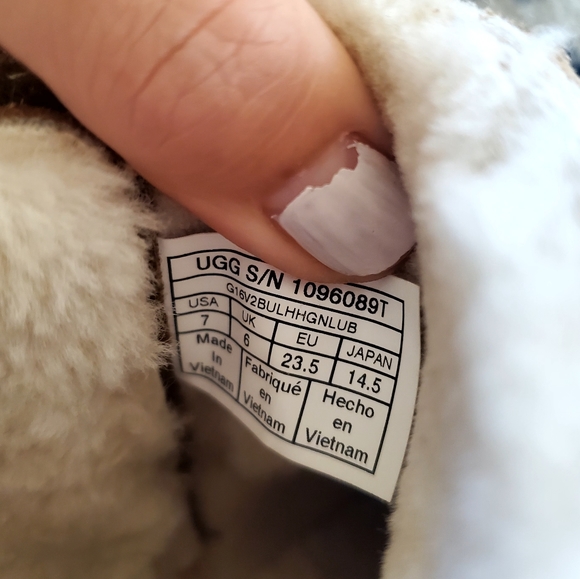 UGG S/N 1096089T
G16V2BULHHGNLUB
USA UK EU JAPAN
7 6 23.5 14.5
Made in Vietnam
Fabriqué en Vietnam
Hecho en Vietnam